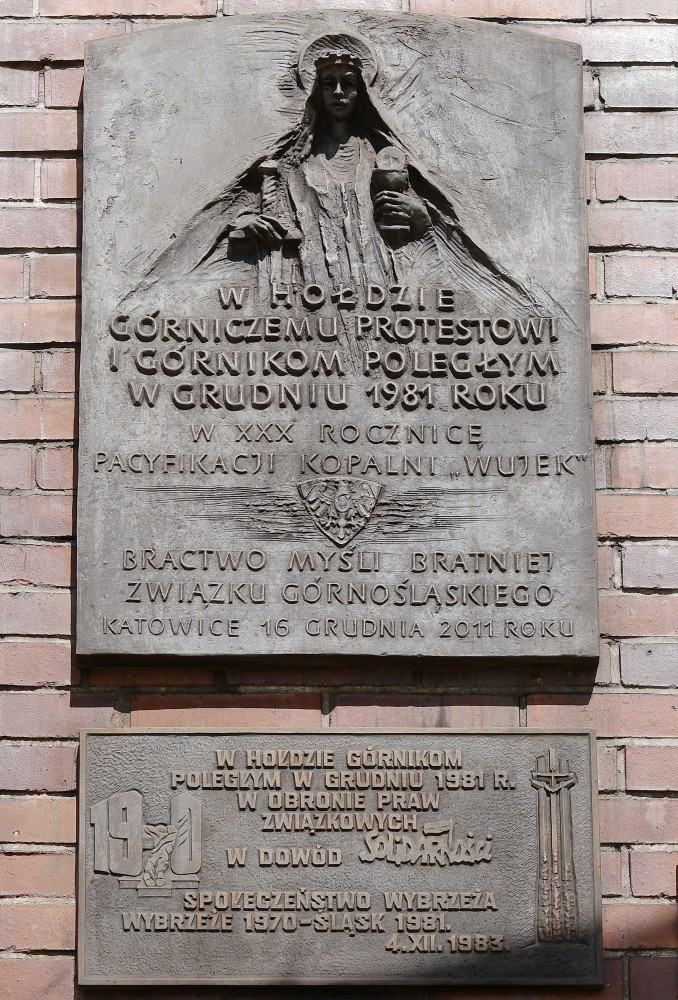 W HOŁDZIE
GÓRNICZEMU PROTESTOWI
I GÓRNIKOM POLEGŁYM
W GRUDNIU 1981 ROKU
W XXX ROCZNICĘ
PACYFIKACJI KOPALNI „WUJEK”
BRACTWO MYŚLI BRATNIEJ
ZWIĄZKU GÓRNOŚLĄSKIEGO
KATOWICE 16 GRUDNIA 2011 ROKU
W HOŁDZIE GÓRNIKOM
POLEGŁYM W GRUDNIU 1981 R.
W OBRONIE PRAW
ZWIĄZKOWYCH
W DOWÓD SOLIDARNOŚCI
19 0
SPOŁECZEŃSTWO WYBRZEŻA
WYBRZEŻE 1970-ŚLĄSK 1981.
4.XII.1983.